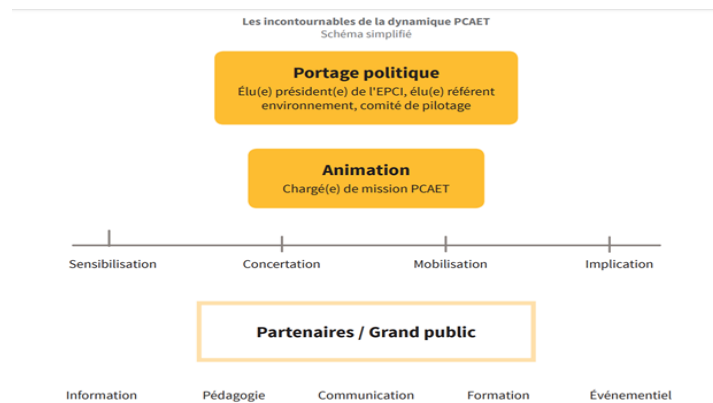 Les incontournables de la dynamique PCAET
Schéma simplifié
Portage politique
Élu(e) président(e) de l'EPCI, élu(e) référent
environnement, comité de pilotage
Animation
Chargé(e) de mission PCAET
Sensibilisation Concertation Mobilisation Implication
Partenaires / Grand public
Information Pédagogie Communication Formation Événementiel